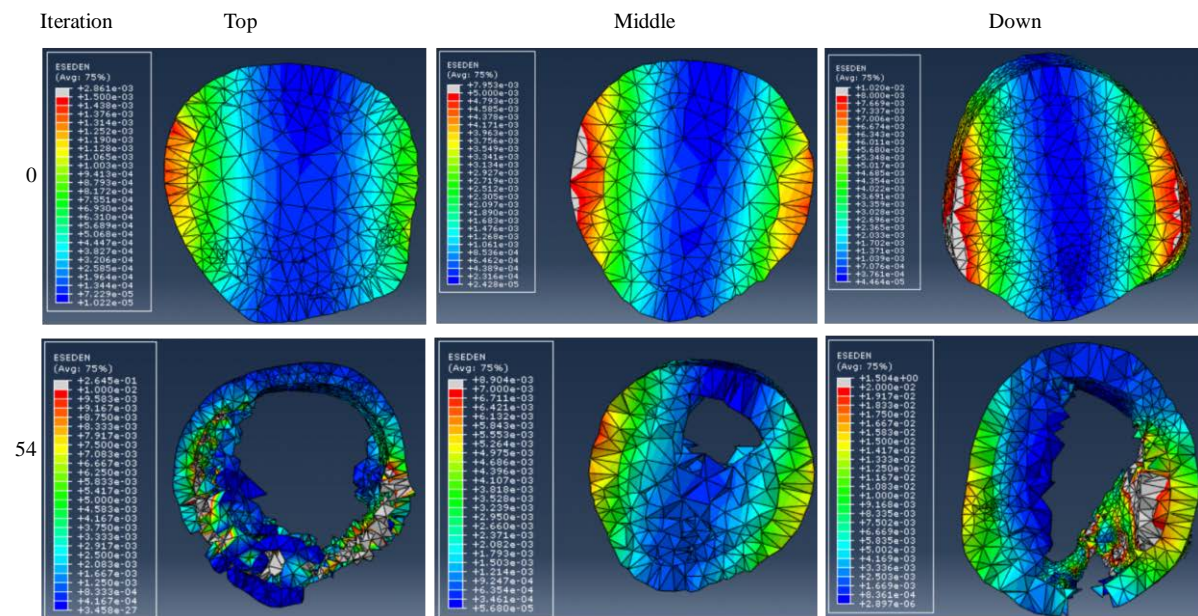 Iteration Top Middle Down
0
ESEDEN
(Avg: 75%)
+2.861e-03
+1.500e-03
+1.438e-03
+1.376e-03
+1.314e-03
+1.252e-03
+1.190e-03
+1.128e-03
+1.065e-03
+1.003e-03
+9.413e-04
+8.793e-04
+8.172e-04
+7.551e-04
+6.930e-04
+6.310e-04
+5.689e-04
+5.068e-04
+4.447e-04
+3.827e-04
+3.206e-04
+2.585e-04
+1.964e-04
+1.344e-04
+7.229e-05
+1.022e-05
ESEDEN
(Avg: 75%)
+7.953e-03
+5.000e-03
+4.793e-03
+4.585e-03
+4.378e-03
+4.171e-03
+3.963e-03
+3.756e-03
+3.549e-03
+3.341e-03
+3.134e-03
+2.927e-03
+2.719e-03
+2.512e-03
+2.305e-03
+2.097e-03
+1.890e-03
+1.683e-03
+1.476e-03
+1.268e-03
+1.061e-03
+8.536e-04
+6.462e-04
+4.389e-04
+2.316e-04
+2.428e-05
ESEDEN
(Avg: 75%)
+1.020e-02
+8.000e-03
+7.669e-03
+7.337e-03
+7.006e-03
+6.674e-03
+6.343e-03
+6.011e-03
+5.680e-03
+5.348e-03
+5.017e-03
+4.685e-03
+4.354e-03
+4.022e-03
+3.691e-03
+3.359e-03
+3.028e-03
+2.696e-03
+2.365e-03
+2.033e-03
+1.702e-03
+1.371e-03
+1.039e-03
+7.076e-04
+3.761e-04
+4.464e-05
54
ESEDEN
(Avg: 75%)
+2.645e-01
+1.000e-02
+9.583e-03
+9.167e-03
+8.750e-03
+8.333e-03
+7.917e-03
+7.500e-03
+7.083e-03
+6.667e-03
+6.250e-03
+5.833e-03
+5.417e-03
+5.000e-03
+4.583e-03
+4.167e-03
+3.750e-03
+3.333e-03
+2.917e-03
+2.500e-03
+2.083e-03
+1.667e-03
+1.250e-03
+8.333e-04
+4.167e-04
+3.458e-27
ESEDEN
(Avg: 75%)
+8.904e-03
+7.000e-03
+6.711e-03
+6.421e-03
+6.132e-03
+5.843e-03
+5.553e-03
+5.264e-03
+4.975e-03
+4.686e-03
+4.396e-03
+4.107e-03
+3.818e-03
+3.528e-03
+3.239e-03
+2.950e-03
+2.660e-03
+2.371e-03
+2.082e-03
+1.793e-03
+1.503e-03
+1.214e-03
+9.247e-04
+6.354e-04
+3.461e-04
+5.680e-05
ESEDEN
(Avg: 75%)
+1.504e+00
+2.000e-02
+1.917e-02
+1.833e-02
+1.750e-02
+1.667e-02
+1.583e-02
+1.500e-02
+1.417e-02
+1.333e-02
+1.250e-02
+1.167e-02
+1.083e-02
+1.000e-02
+9.168e-03
+8.335e-03
+7.502e-03
+6.669e-03
+5.835e-03
+5.002e-03
+4.169e-03
+3.336e-03
+2.503e-03
+1.669e-03
+8.361e-04
+2.897e-06